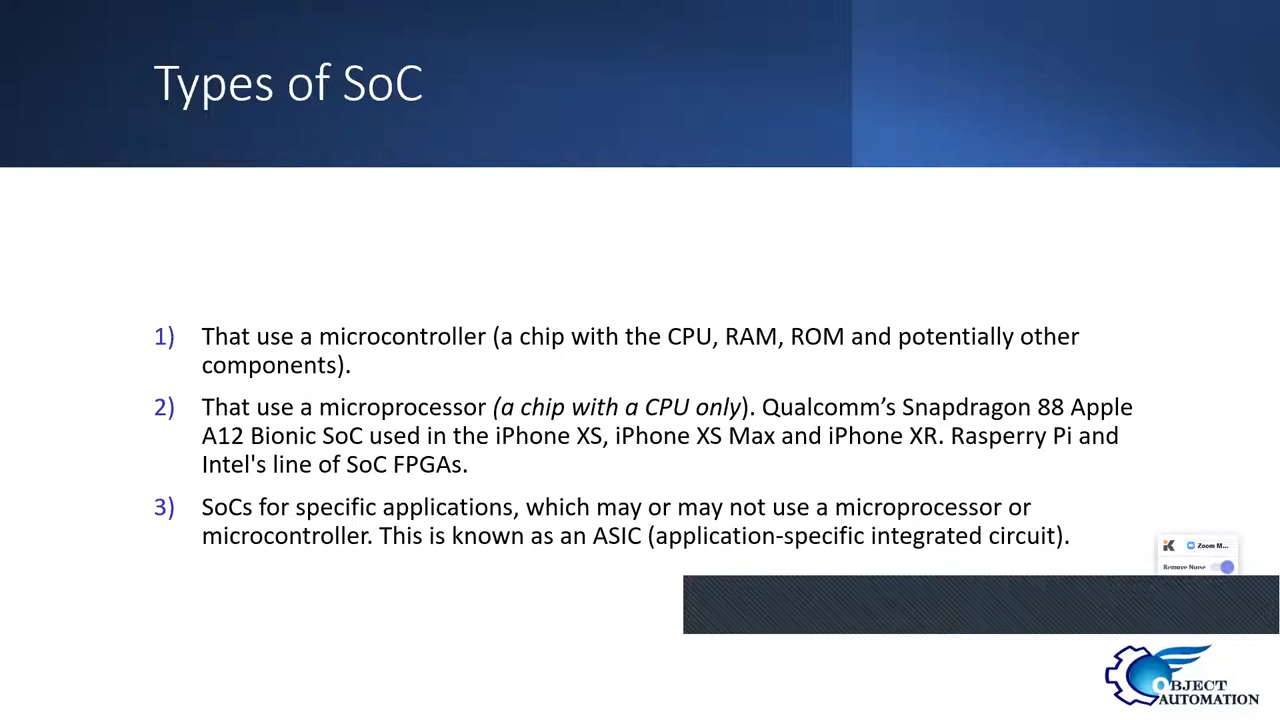 Types of SoC
1) That use a microcontroller (a chip with the CPU, RAM, ROM and potentially other
components).
2) That use a microprocessor (a chip with a CPU only). Qualcomm’s Snapdragon 88 Apple
A12 Bionic SoC used in the iPhone XS, iPhone XS Max and iPhone XR. Rasperry Pi and
Intel's line of SoC FPGAs.
3) SoCs for specific applications, which may or may not use a microprocessor or
microcontroller. This is known as an ASIC (application-specific integrated circuit).
Zoom M...
Remove Noise
OBJECT
AUTOMATION